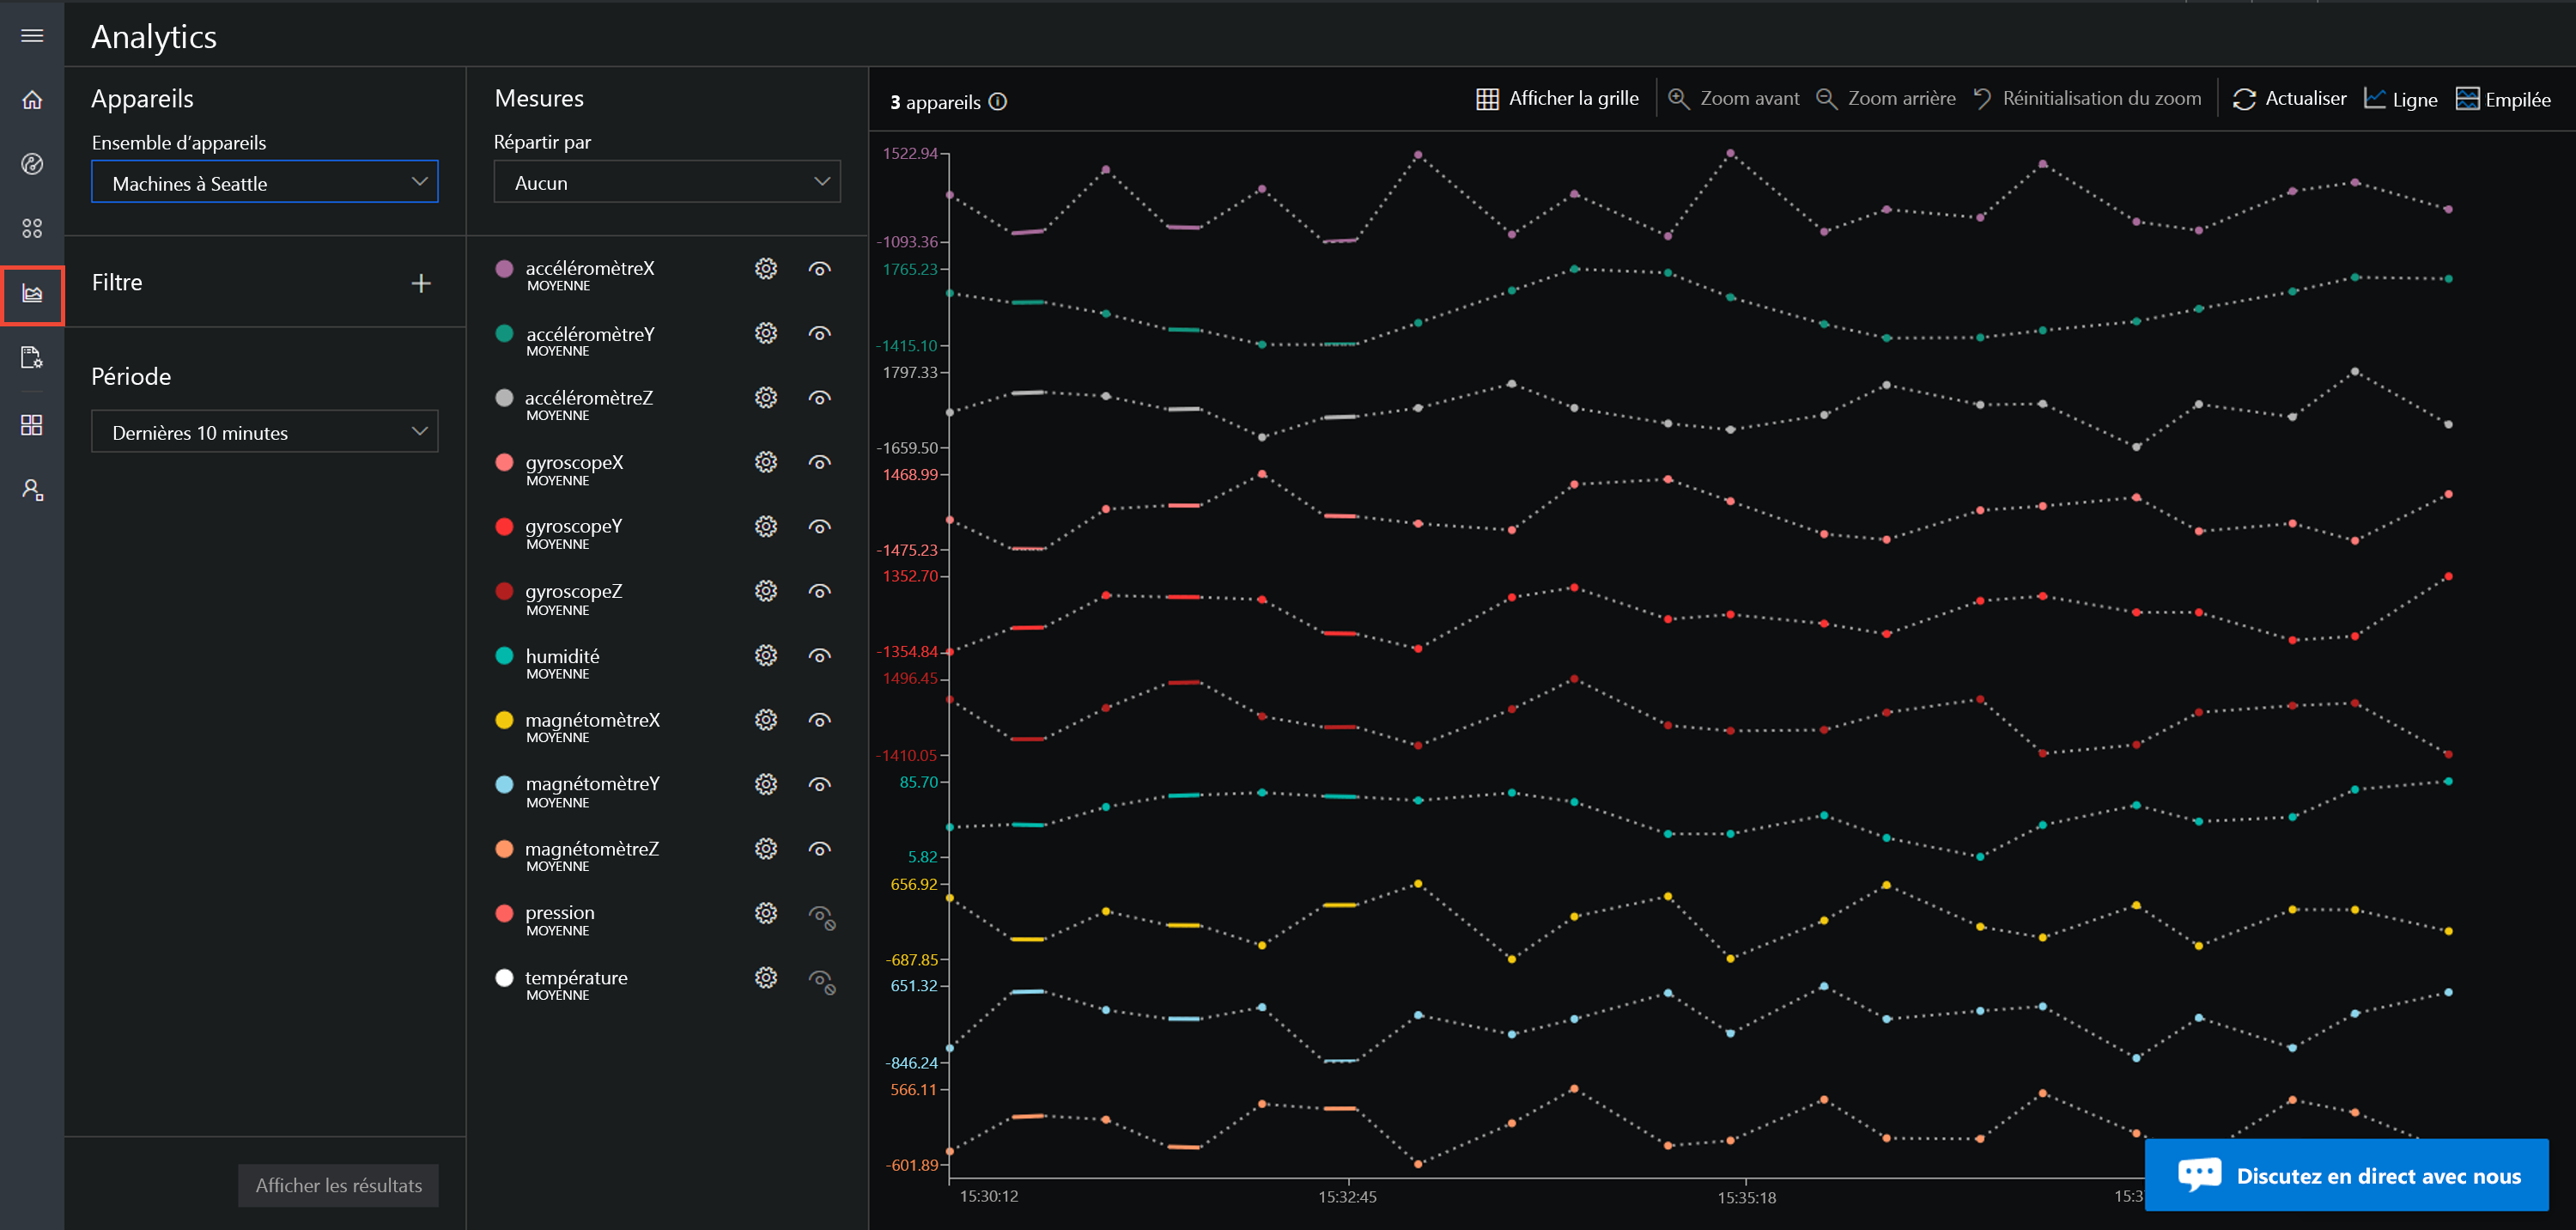 Analytics
Appareils
Ensemble d'appareils
Machines à Seattle
Filtre
Période
Dernières 10 minutes
Afficher les résultats
Mesures
Répartir par
Aucun
accéléromètreX
MOYENNE
accéléromètreY
MOYENNE
accéléromètreZ
MOYENNE
gyroscopeX
MOYENNE
gyroscopeY
MOYENNE
gyroscopeZ
MOYENNE
humidité
MOYENNE
magnétomètreX
MOYENNE
magnétomètreY
MOYENNE
magnétomètreZ
MOYENNE
pression
MOYENNE
température
MOYENNE
3 appareils
Afficher la grille
Zoom avant
Zoom arrière
Réinitialisation du zoom
Actualiser
Ligne
Empilée
1522.94
-1093.36
1765.23
-1415.10
1797.33
-1659.50
1468.99
-1475.23
1352.70
-1354.84
1496.45
-1410.05
85.70
5.82
656.92
-687.85
651.32
-846.24
566.11
-601.89
15:30:12
15:32:45
15:35:18
Discutez en direct avec nous